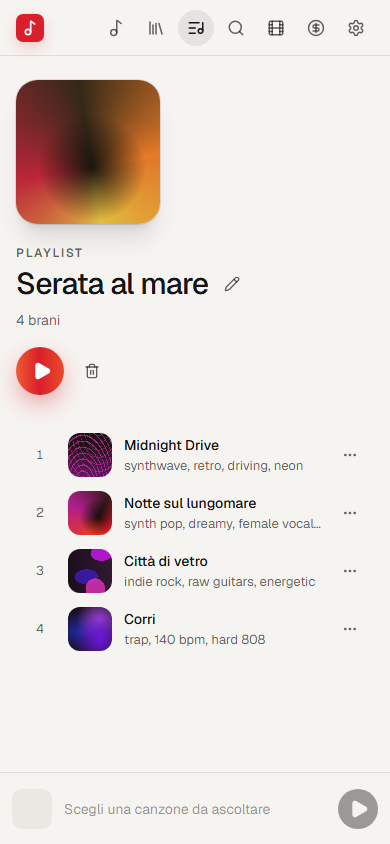 PLAYLIST
Serata al mare
4 brani
1
Midnight Drive
synthwave, retro, driving, neon
2
Notte sul lungomare
synth pop, dreamy, female vocal...
3
Città di vetro
indie rock, raw guitars, energetic
4
Corri
trap, 140 bpm, hard 808
Scegli una canzone da ascoltare